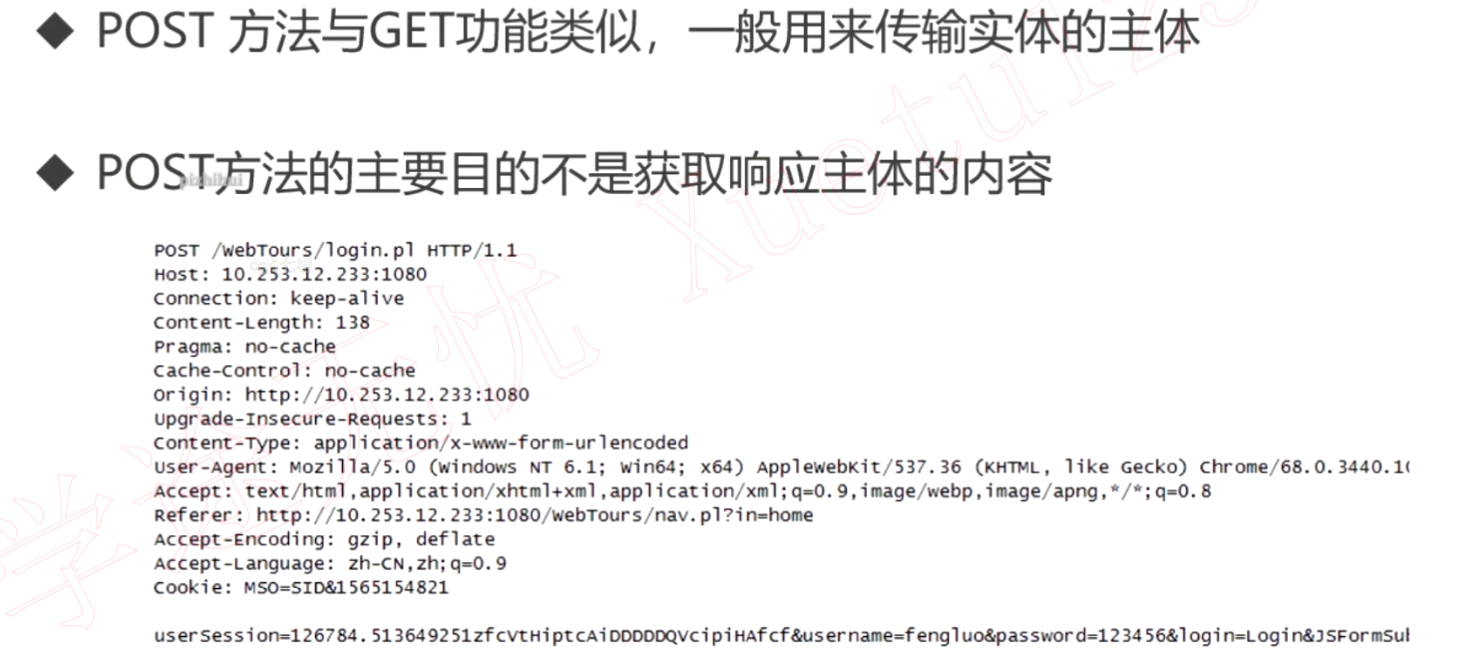 ◆ POST 方法与GET功能类似，一般用来传输实体的主体
◆ POST方法的主要目的不是获取响应主体的内容
POST /WebTours/login.pl HTTP/1.1
Host: 10.253.12.233:1080
Connection: keep-alive
Content-Length: 138
Pragma: no-cache
Cache-Control: no-cache
Origin: http://10.253.12.233:1080
Upgrade-Insecure-Requests: 1
Content-Type: application/x-www-form-urlencoded
User-Agent: Mozilla/5.0 (Windows NT 6.1; Win64; x64) AppleWebKit/537.36 (KHTML, like Gecko) Chrome/68.0.3440.1
Accept: text/html,application/xhtml+xml,application/xml;q=0.9,image/webp,image/apng,*/*;q=0.8
Referer: http://10.253.12.233:1080/WebTours/nav.pl?in=home
Accept-Encoding: gzip, deflate
Accept-Language: zh-CN,zh;q=0.9
Cookie: MSO=SID&1565154821
userSession=126784.513649251zfcVtHiptcAiDDDDDQVcipiHAfcf&username=fengluo&password=123456&login=Login&JSFormSu
学途无忧 Xuetu125